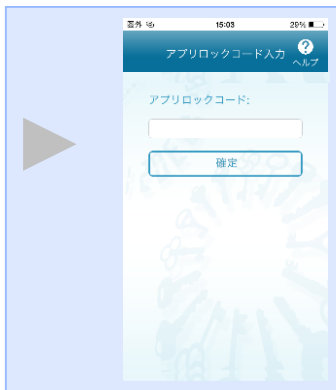 圏外 15:03 29%
アプリロックコード入力
?
ヘルプ
アプリロックコード:
確定